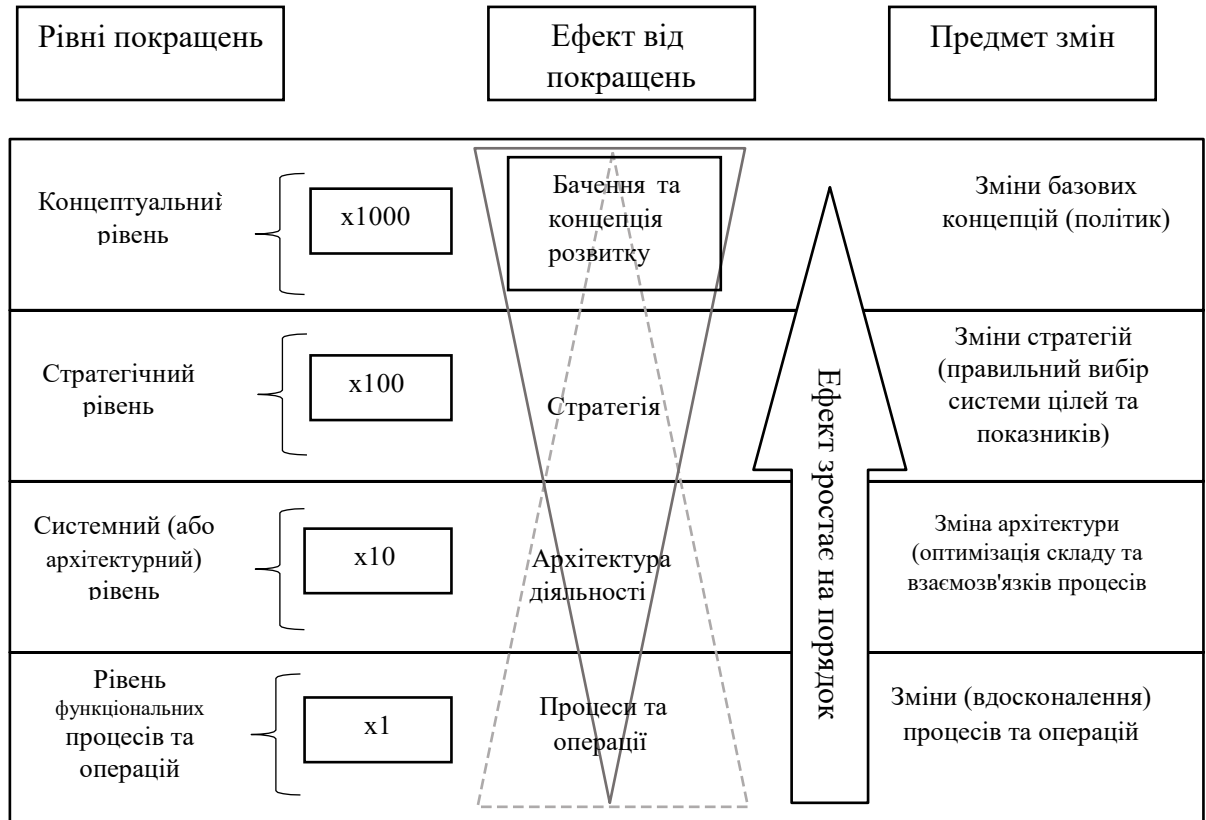 Рівні покращень
Ефект від
покращень
Предмет змін
Концептуальний
рівень
x1000
Бачення та
концепція
розвитку
Зміни базових
концепцій (політик)
Стратегічний
рівень
x100
Стратегія
Зміни стратегій
(правильний вибір
системи цілей та
показників)
Системний (або
архітектурний)
рівень
x10
Архітектура
діяльності
Зміна архітектури
(оптимізація складу та
взаємозв'язків процесів
Рівень
функціональних
процесів та
операцій
x1
Процеси та
операції
Зміни (вдосконалення)
процесів та операцій
Ефект зростає на порядок